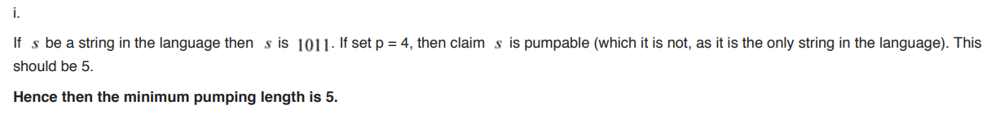 i.
If s be a string in the language then s is 1011. If set p = 4, then claim s is pumpable (which it is not, as it is the only string in the language). This
should be 5.
Hence then the minimum pumping length is 5.